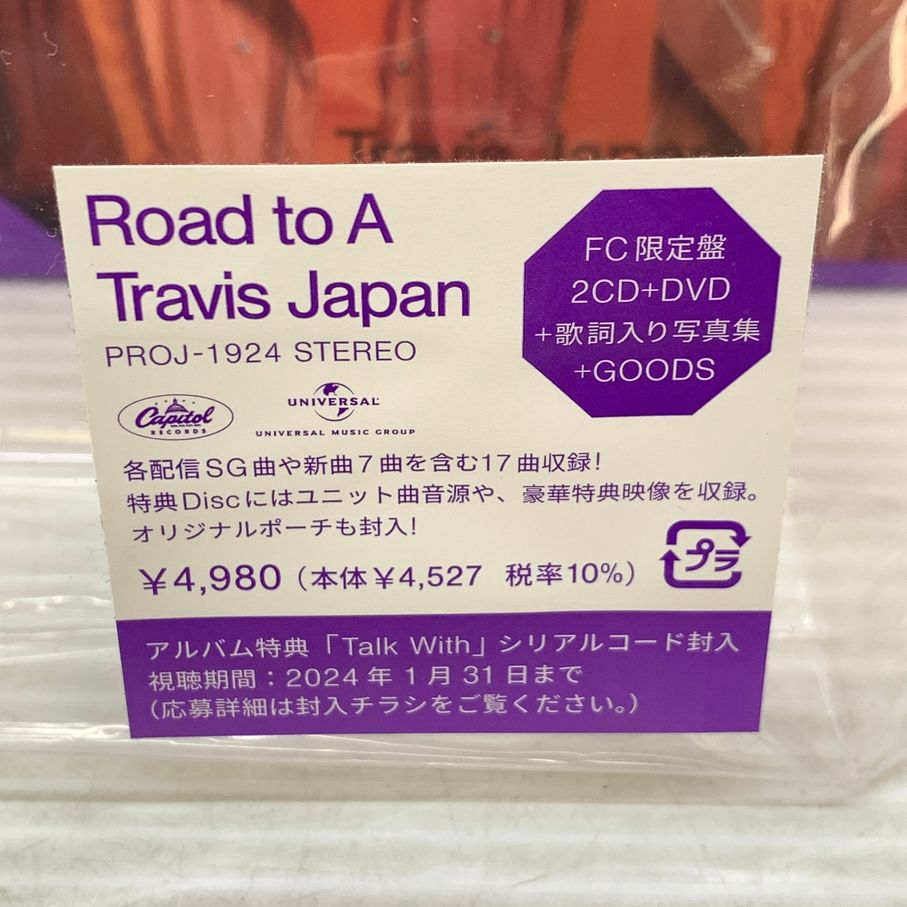 Travis Japan
Road to A
Travis Japan
PROJ-1924 STEREO
FC限定盤
2CD+DVD
+歌詞入り写真集
+GOODS
Capitol
RECORDS
UNIVERSAL
UNIVERSAL MUSIC GROUP
各配信SG曲や新曲7曲を含む17曲収録!
特典Discにはユニット曲音源や、豪華特典映像を収録。
オリジナルポーチも封入!
¥4,980(本体¥4,527 税率10%)
プラ
アルバム特典「Talk With」シリアルコード封入
視聴期間:2024年1月31日まで
(応募詳細は封入チラシをご覧ください。)